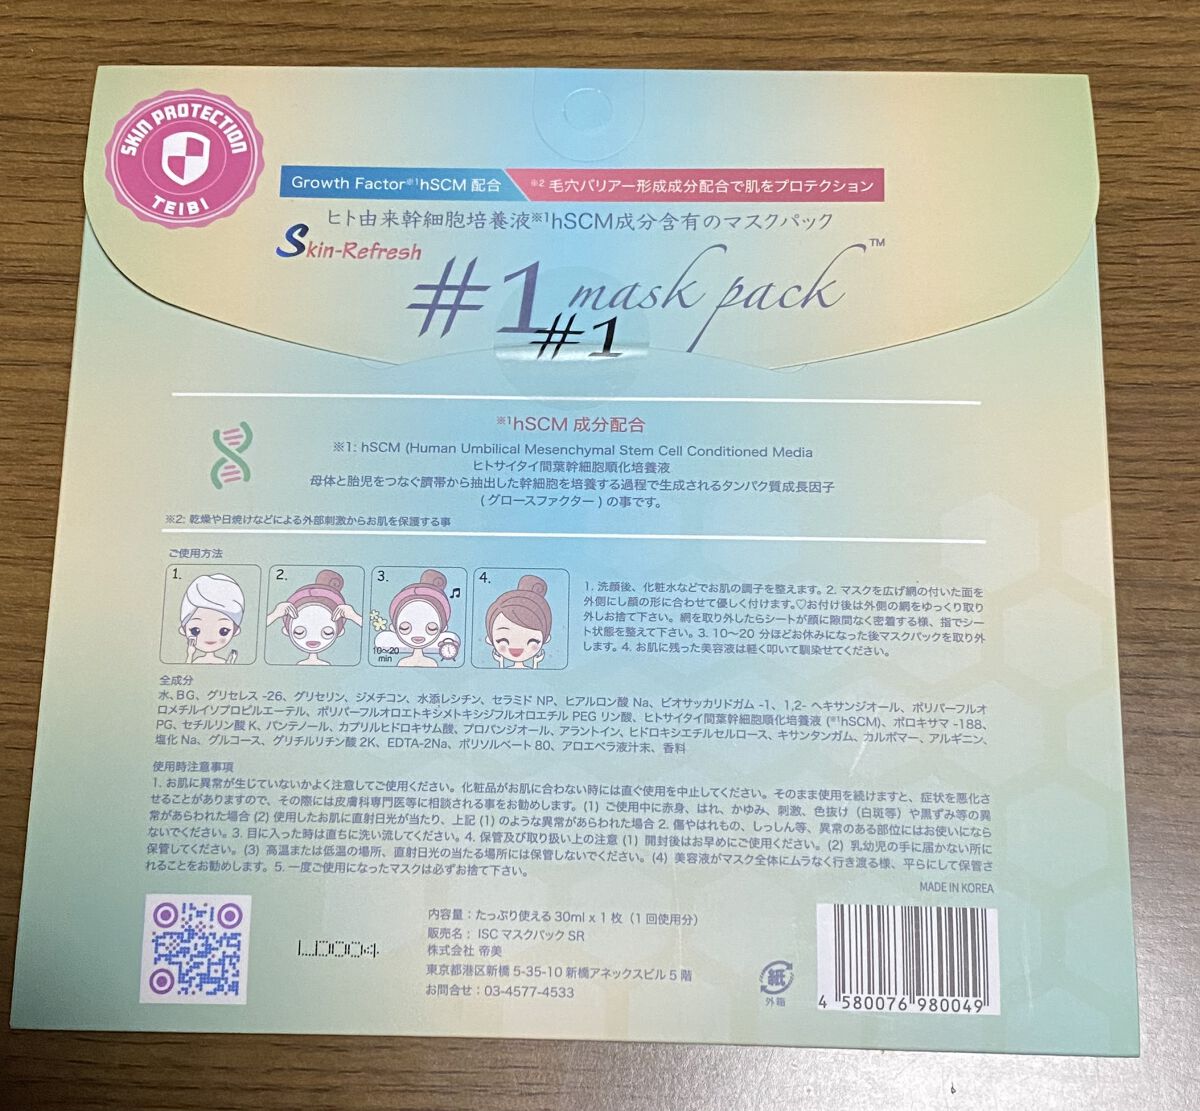 SKIN PROTECTION
TEIBI
Growth Factor※1hSCM 配合
※2 毛穴バリアー形成成分配合で肌をプロテクション
ヒト由来幹細胞培養液※1hSCM成分含有のマスクパック
Skin-Refresh
#1 mask pack™
#1
※1hSCM 成分配合
※1: hSCM (Human Umbilical Mesenchymal Stem Cell Conditioned Media
ヒトサイタイ間葉幹細胞順化培養液
母体と胎児をつなぐ臍帯から抽出した幹細胞を培養する過程で生成されるタンパク質成長因子
(グロースファクター)の事です。
※2: 乾燥や日焼けなどによる外部刺激からお肌を保護する事
ご使用方法
1.
2.
3.
10〜20
min
4.
1. 洗顔後、化粧水などでお肌の調子を整えます。2. マスクを広げ網の付いた面を
外側にし顔の形に合わせて優しく付けます。♡お付け後は外側の網をゆっくり取り
外しお捨て下さい。網を取り外したらシートが顔に隙間なく密着する様、指でシー
ト状態を整えて下さい。3. 10〜20 分ほどお休みになった後マスクパックを取り外
します。4. お肌に残った美容液は軽く叩いて馴染せてください。
全成分
水、BG、グリセレス -26、グリセリン、ジメチコン、水添レシチン、セラミド NP、ヒアルロン酸 Na、ビオサッカリドガム -1、1,2- ヘキサンジオール、ポリパーフルオ
ロメチルイソプロピルエーテル、ポリパーフルオロエトキシメトキシジフルオロエチル PEG リン酸、ヒトサイタイ間葉幹細胞順化培養液 (※1hSCM)、ポロキサマ -188、
PG、セチルリン酸 K、パンテノール、カプリルヒドロキサム酸、プロパンジオール、アラントイン、ヒドロキシエチルセルロース、キサンタンガム、カルボマー、アルギニン、
塩化 Na、グルコース、グリチルリチン酸 2K、EDTA-2Na、ポリソルベート 80、アロエベラ液汁末、香料
使用時注意事項
1. お肌に異常が生じていないかよく注意してご使用ください。化粧品がお肌に合わない時には直ぐ使用を中止してください。そのまま使用を続けますと、症状を悪化さ
せることがありますので、その際には皮膚科専門医等に相談される事をお勧めします。(1) ご使用中に赤身、はれ、かゆみ、刺激、色抜け (白斑等) や黒ずみ等の異
常があらわれた場合 (2) 使用したお肌に直射日光が当たり、上記 (1) のような異常があらわれた場合 2. 傷やはれもの、しっしん等、異常のある部位にはお使いになら
ないでください。3. 目に入った時は直ちに洗い流してください。4. 保管及び取り扱い上の注意 (1) 開封後はお早めにご使用ください。(2) 乳幼児の手に届かない所に
保管してください。(3) 高温または低温の場所、直射日光の当たる場所には保管しないでください。(4) 美容液がマスク全体にムラなく行き渡る様、平らにして保管さ
れることをお勧めします。5. 一度ご使用になったマスクは必ずお捨て下さい。
MADE IN KOREA
内容量：たっぷり使える 30ml x 1 枚（1 回使用分）
販売名： ISC マスクパック SR
株式会社 帝美
東京都港区新橋 5-35-10 新橋アネックスビル 5 階
お問合せ：03-4577-4533
紙
外箱
4 580076 980049